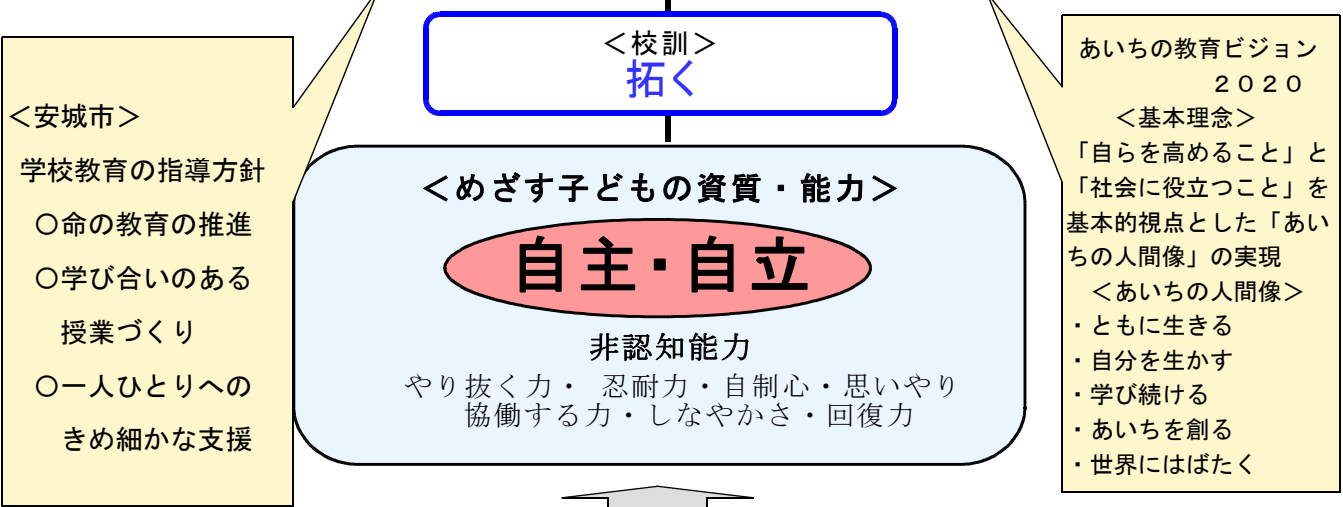 ＜安城市＞
学校教育の指導方針
○命の教育の推進
○学び合いのある
授業づくり
○一人ひとりへの
きめ細かな支援
＜校訓＞
拓く
＜めざす子どもの資質・能力＞
自主・自立
非認知能力
やり抜く力・ 忍耐力・自制心・思いやり
協働する力・しなやかさ・回復力
あいちの教育ビジョン
２０２０
＜基本理念＞
「自らを高めること」と
「社会に役立つこと」を
基本的視点とした「あい
ちの人間像」の実現
＜あいちの人間像＞
・ともに生きる
・自分を生かす
・学び続ける
・あいちを創る
・世界にはばたく